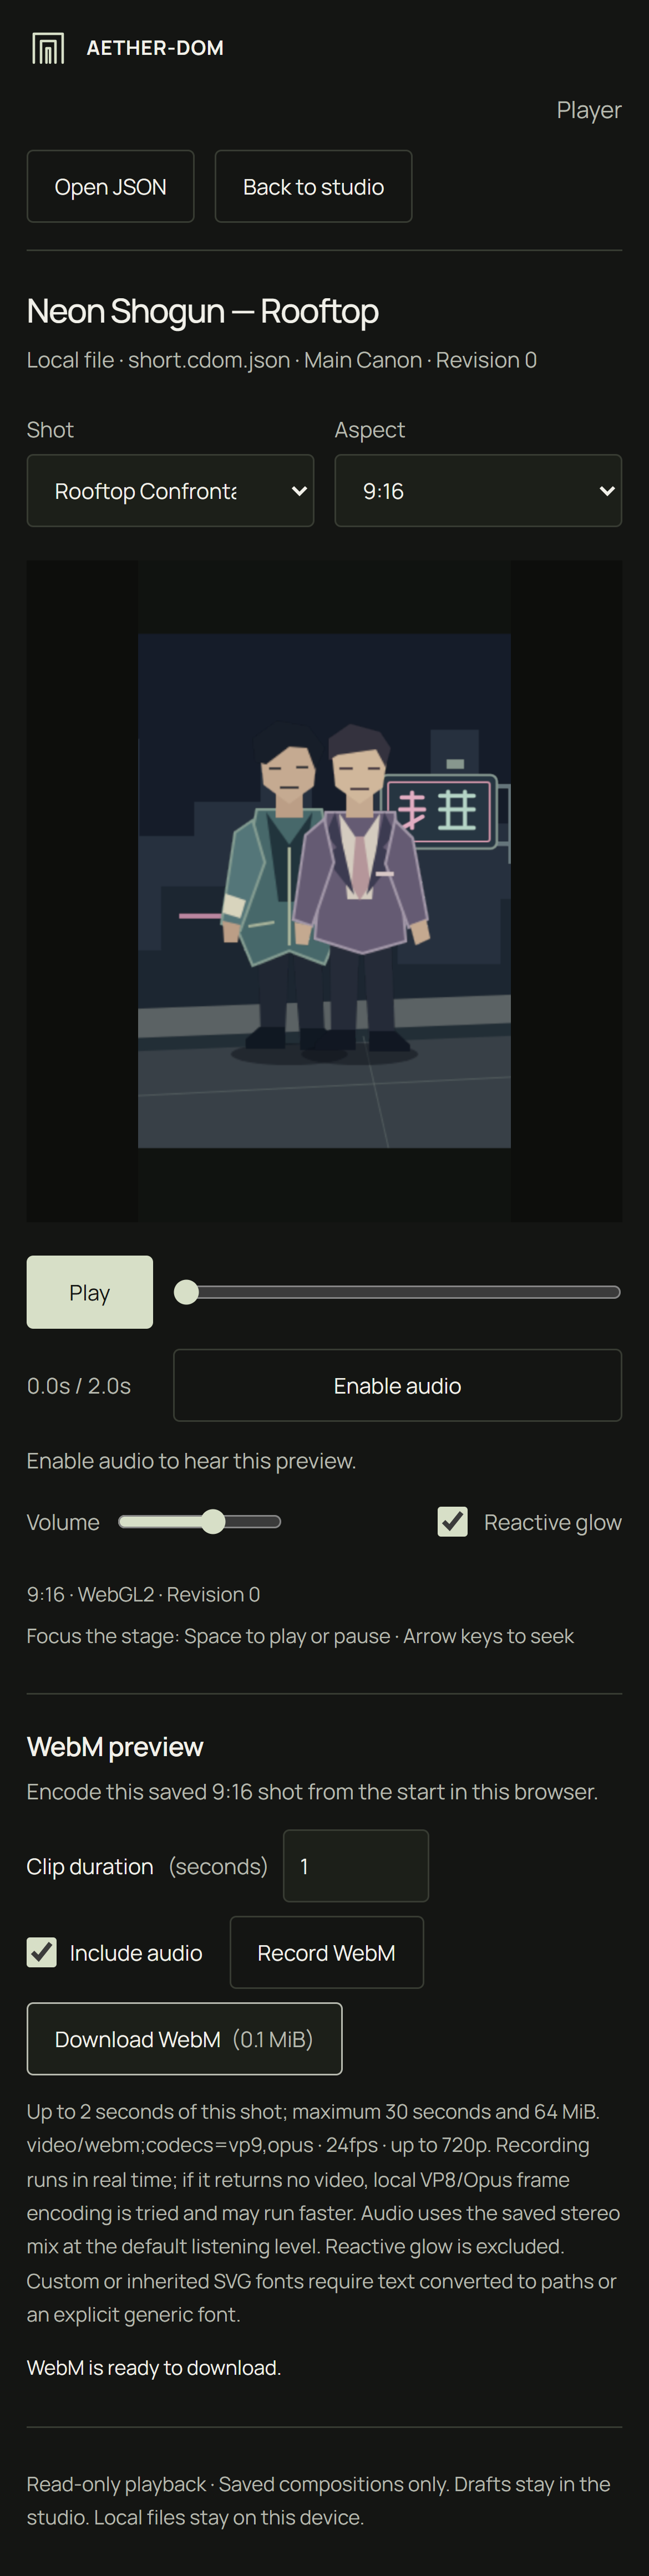 AETHER-DOM
Player
Open JSON
Back to studio
Neon Shogun — Rooftop
Local file · short.cdom.json · Main Canon · Revision 0
Shot
Aspect
Rooftop Confronta
9:16
Play
0.0s / 2.0s
Enable audio
Enable audio to hear this preview.
Volume
Reactive glow
9:16 · WebGL2 · Revision 0
Focus the stage: Space to play or pause · Arrow keys to seek
WebM preview
Encode this saved 9:16 shot from the start in this browser.
Clip duration (seconds) 1
Include audio
Record WebM
Download WebM (0.1 MiB)
Up to 2 seconds of this shot; maximum 30 seconds and 64 MiB.
video/webm;codecs=vp9,opus · 24fps · up to 720p. Recording
runs in real time; if it returns no video, local VP8/Opus frame
encoding is tried and may run faster. Audio uses the saved stereo
mix at the default listening level. Reactive glow is excluded.
Custom or inherited SVG fonts require text converted to paths or
an explicit generic font.
WebM is ready to download.
Read-only playback · Saved compositions only. Drafts stay in the
studio. Local files stay on this device.